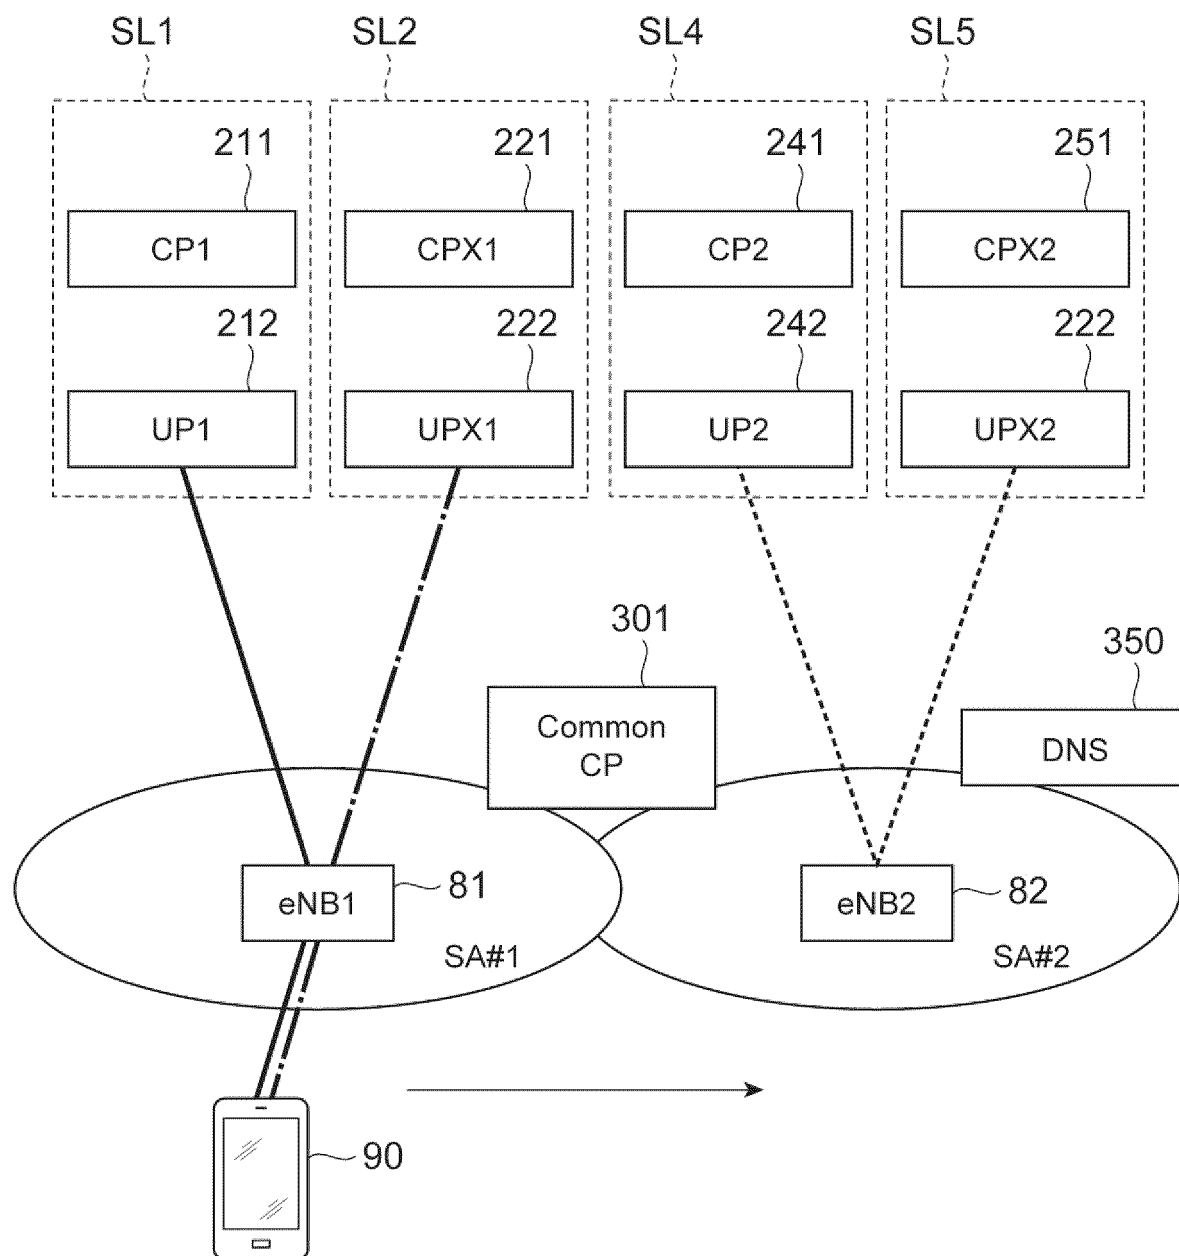 SL1 SL2 SL4 SL5
211 221 241 251
CP1 CPX1 CP2 CPX2
212 222 242 222
UP1 UPX1 UP2 UPX2
301
350
Common
CP
DNS
eNB1 81 eNB2 82
SA#1 SA#2
90